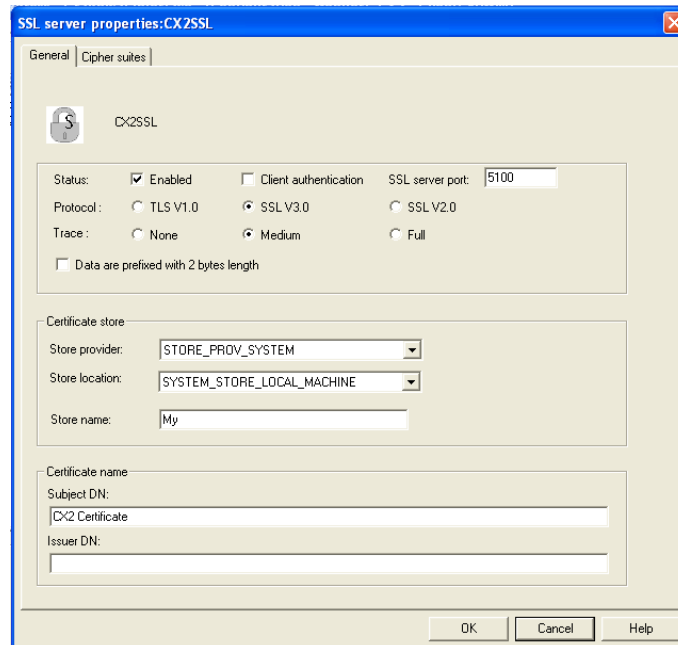 SSL server properties:CX2SSL
General Cipher suites
S CX2SSL
Status: Enabled Client authentication SSL server port: 5100
Protocol : TLS V1.0 SSL V3.0 SSL V2.0
Trace : None Medium Full
Data are prefixed with 2 bytes length
Certificate store
Store provider: STORE_PROV_SYSTEM
Store location: SYSTEM_STORE_LOCAL_MACHINE
Store name: My
Certificate name
Subject DN:
CX2 Certificate
Issuer DN:
OK Cancel Help